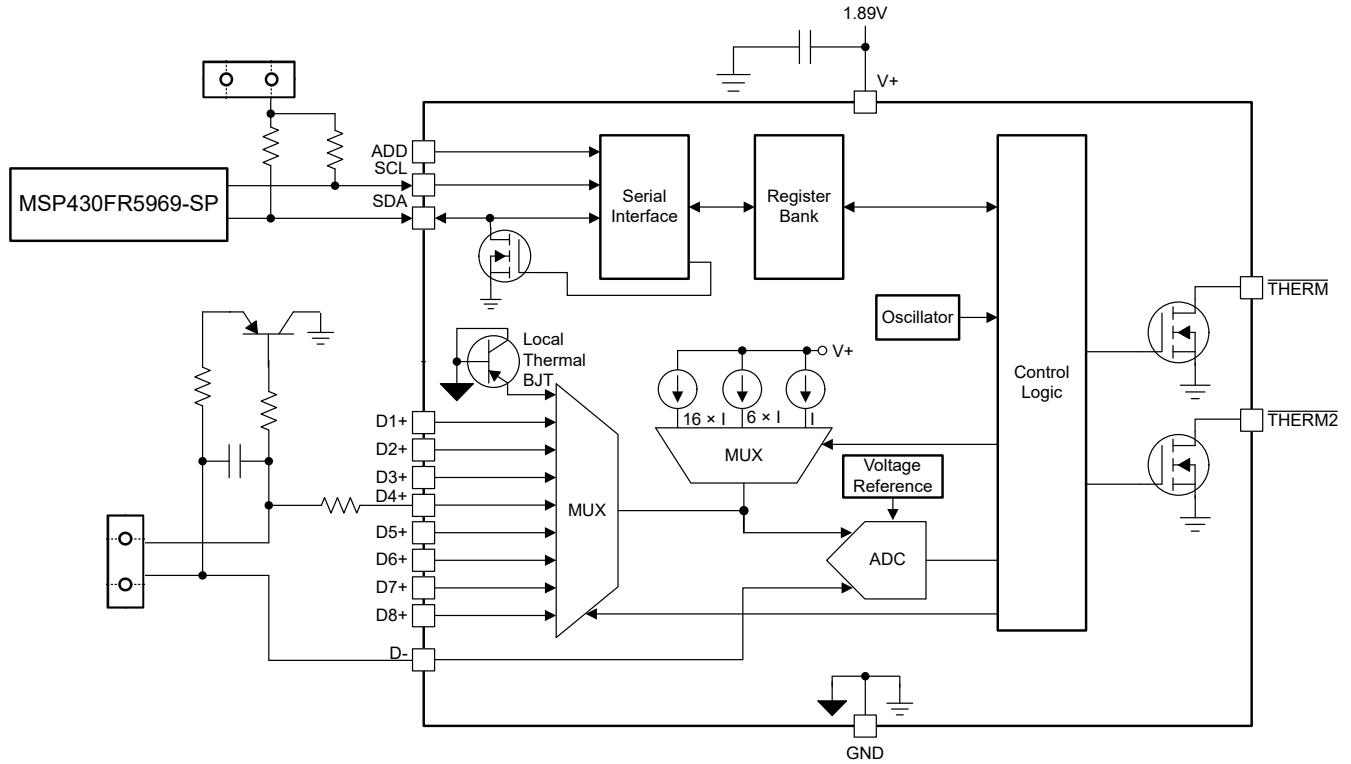 1.89V
V+
ADD
SCL
SDA
MSP430FR5969-SP
Serial
Interface
Register
Bank
Oscillator
Control
Logic
THERM
THERM2
Local
Thermal
BJT
V+
16 × I
6 × I
I
MUX
Voltage
Reference
ADC
MUX
D1+
D2+
D3+
D4+
D5+
D6+
D7+
D8+
D-
GND